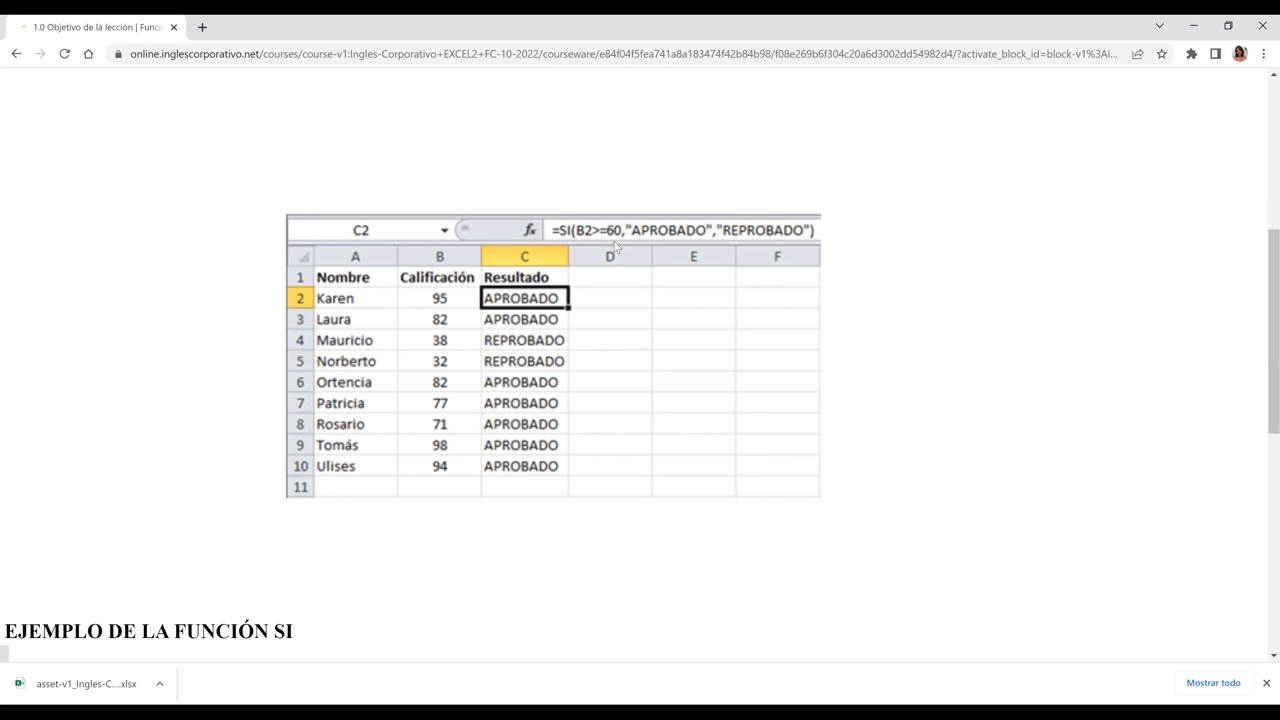 1.0 Objetivo de la lección | Funci
online.inglescorporativo.net/courses/course-v1:Ingles-Corporativo+EXCEL2+FC-10-2022/courseware/e84f04f5fea741a8a183474f42b84b98/f08e269b6f304c20a6d3002dd54982d4/?activate_block_id=block-v1%3AI...
C2 fx =SI(B2>=60,"APROBADO","REPROBADO")
A B C D E F
1 Nombre Calificación Resultado
2 Karen 95 APROBADO
3 Laura 82 APROBADO
4 Mauricio 38 REPROBADO
5 Norberto 32 REPROBADO
6 Ortencia 82 APROBADO
7 Patricia 77 APROBADO
8 Rosario 71 APROBADO
9 Tomás 98 APROBADO
10 Ulises 94 APROBADO
11
EJEMPLO DE LA FUNCIÓN SI
asset-v1_Ingles-C....xlsx
Mostrar todo